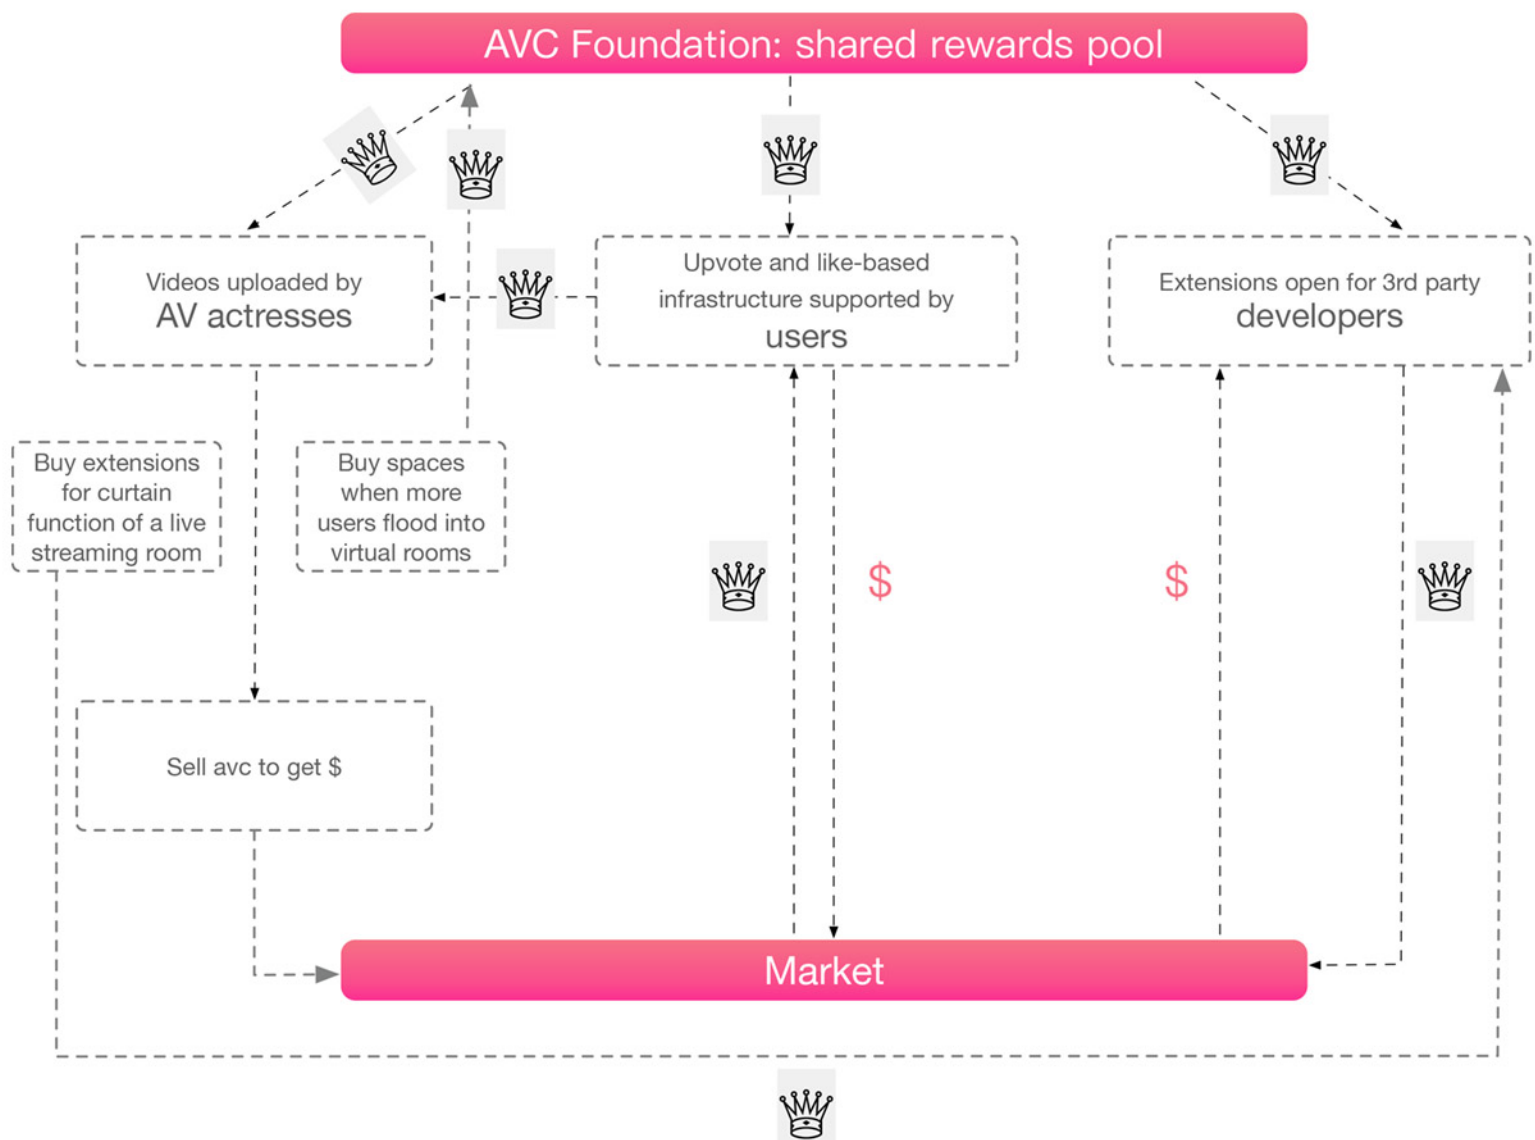 AVC Foundation: shared rewards pool
Videos uploaded by
AV actresses
Upvote and like-based
infrastructure supported by
users
Extensions open for 3rd party
developers
Buy extensions
for curtain
function of a live
streaming room
Buy spaces
when more
users flood into
virtual rooms
$
$
Sell avc to get $
Market